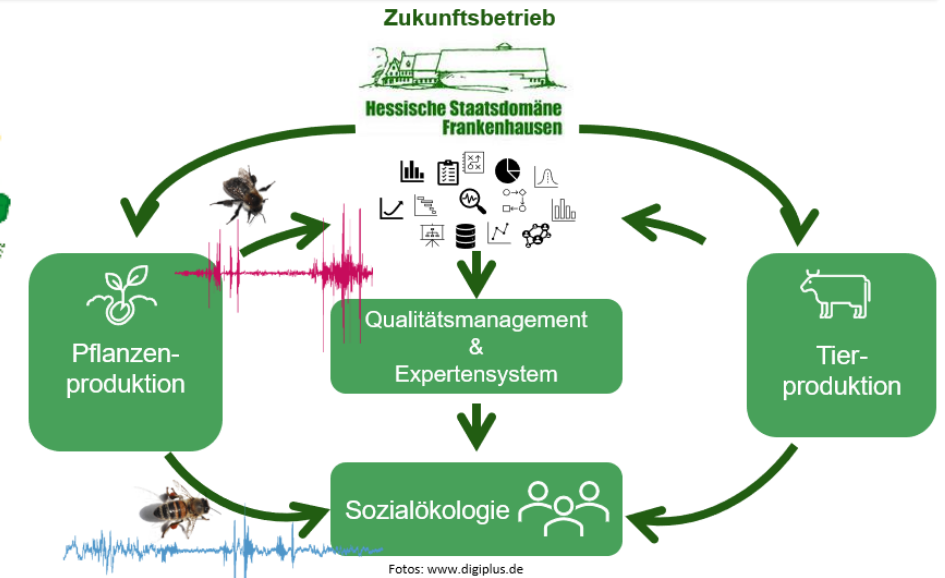 Zukunftsbetrieb
Hessische Staatsdomäne
Frankenhausen
Pflanzen-
produktion
Qualitätsmanagement
&
Expertensystem
Tier-
produktion
Sozialökologie
Fotos: www.digiplus.de